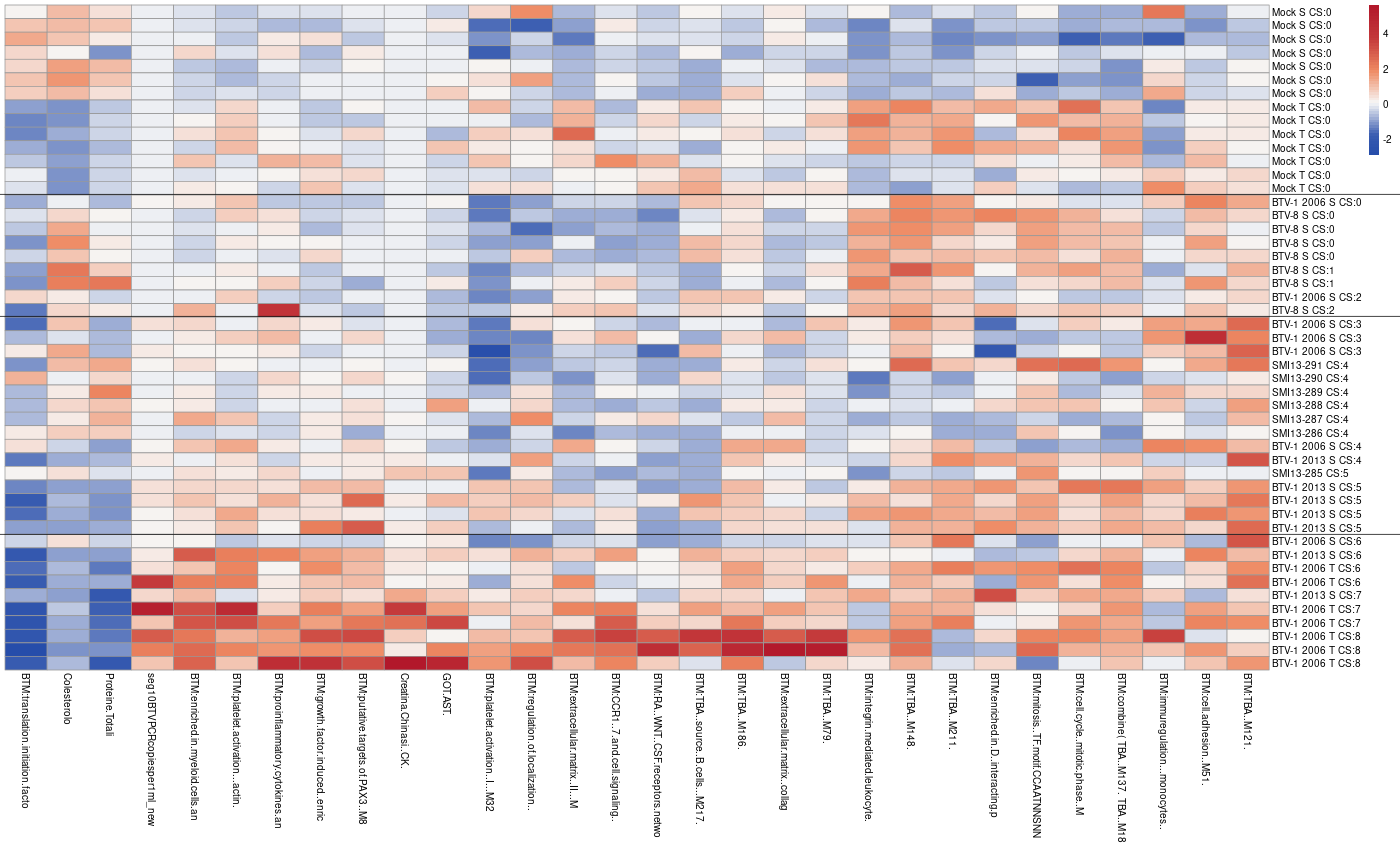 Mock S CS:0
Mock S CS:0
Mock S CS:0
Mock S CS:0
Mock S CS:0
Mock S CS:0
Mock S CS:0
Mock T CS:0
Mock T CS:0
Mock T CS:0
Mock T CS:0
Mock T CS:0
Mock T CS:0
Mock T CS:0
BTV-1 2006 S CS:0
BTV-8 S CS:0
BTV-8 S CS:0
BTV-8 S CS:0
BTV-8 S CS:0
BTV-8 S CS:1
BTV-8 S CS:1
BTV-1 2006 S CS:2
BTV-8 S CS:2
BTV-1 2006 S CS:3
BTV-1 2006 S CS:3
BTV-1 2006 S CS:3
SMI13-291 CS:4
SMI13-290 CS:4
SMI13-289 CS:4
SMI13-288 CS:4
SMI13-287 CS:4
SMI13-286 CS:4
BTV-1 2006 S CS:4
BTV-1 2013 S CS:4
SMI13-285 CS:5
BTV-1 2013 S CS:5
BTV-1 2013 S CS:5
BTV-1 2013 S CS:5
BTV-1 2013 S CS:5
BTV-1 2006 S CS:6
BTV-1 2013 S CS:6
BTV-1 2006 T CS:6
BTV-1 2006 T CS:6
BTV-1 2013 S CS:7
BTV-1 2006 T CS:7
BTV-1 2006 T CS:7
BTV-1 2006 T CS:8
BTV-1 2006 T CS:8
BTV-1 2006 T CS:8
4
2
0
-2
BTM:translation.initiation.facto
Colesterolo
Proteine.Totali
seg10BTVPCRcopiesper1ml_new
BTM:enriched.in.myeloid.cells.an
BTM:platelet.activation...actin.
BTM:proinflammatory.cytokines.an
BTM:growth.factor.induced..enric
BTM:putative.targets.of.PAX3..M8
Creatina.Chinasi..CK.
GOT.AST.
BTM:platelet.activation..I...M32
BTM:regulation.of.localization..
BTM:extracellular.matrix..II...M
BTM:CCR1..7.and.cell.signaling..
BTM:RA..WNT..CSF.receptors.netwo
BTM:TBA..source..B.cells...M217.
BTM:TBA..M186.
BTM:extracellular.matrix..collag
BTM:TBA..M79.
BTM:integrin.mediated.leukocyte.
BTM:TBA..M148.
BTM:TBA..M211.
BTM:enriched.in.D..interacting.p
BTM:mitosis..TF.motif.CCAATNNSNN
BTM:cell.cycle..mitotic.phase..M
BTM:combine( TBA..M137. TBA..M18
BTM:immuregulation...monocytes..
BTM:cell.adhesion..M51.
BTM:TBA..M121.